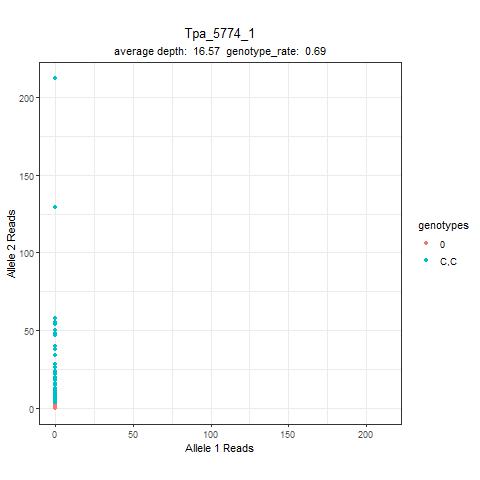 Tpa_5774_1
average depth:  16.57  genotype_rate:  0.69
200
150
100
50
0
Allele 2 Reads
0
50
100
150
200
Allele 1 Reads
genotypes
0
C,C